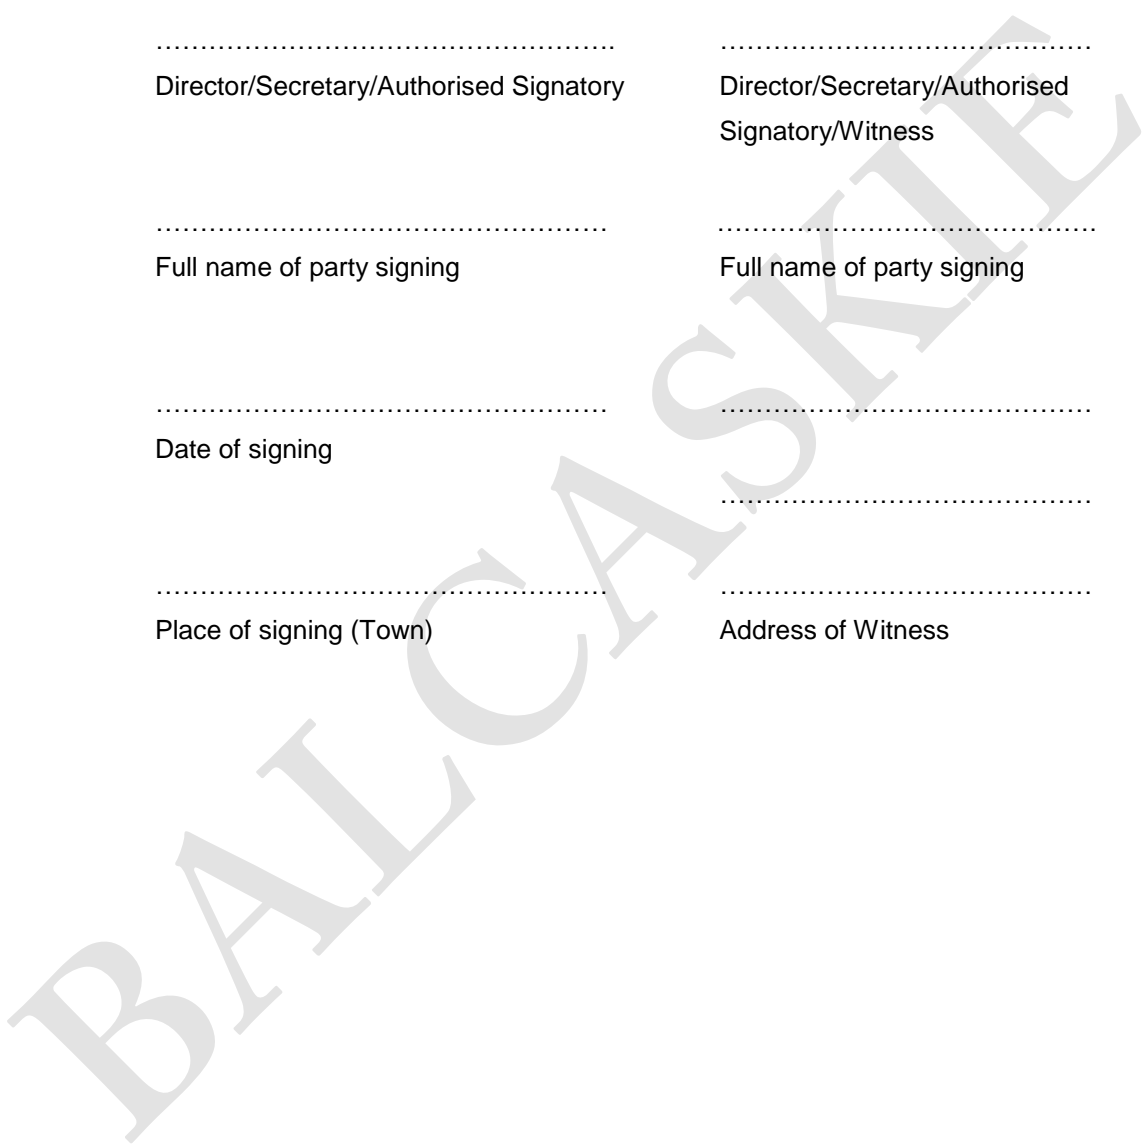 ……………………………………………. ……………………………………
Director/Secretary/Authorised Signatory Director/Secretary/Authorised
Signatory/Witness
…………………………………………… …………………………………….
Full name of party signing Full name of party signing
…………………………………………… ……………………………………
Date of signing
……………………………………
…………………………………………… ……………………………………
Place of signing (Town) Address of Witness
BALCASKIE